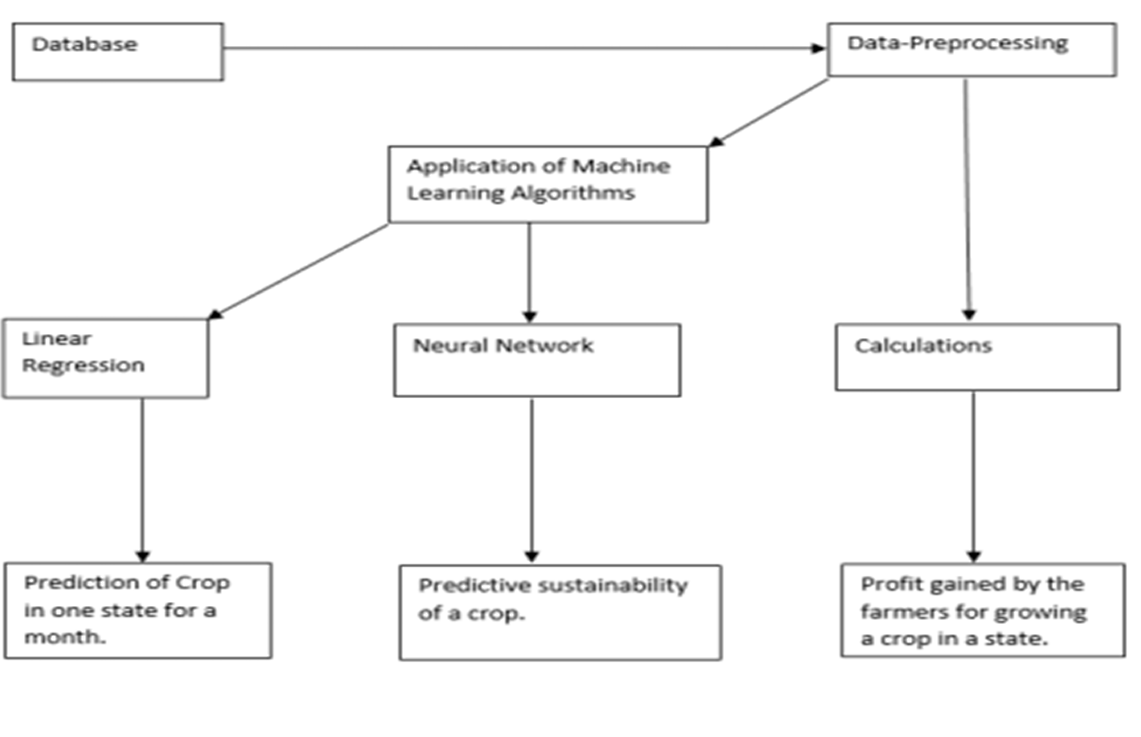 Database
Data-Preprocessing
Application of Machine
Learning Algorithms
Linear
Regression
Neural Network
Calculations
Prediction of Crop
in one state for a
month.
Predictive sustainability
of a crop.
Profit gained by the
farmers for growing
a crop in a state.